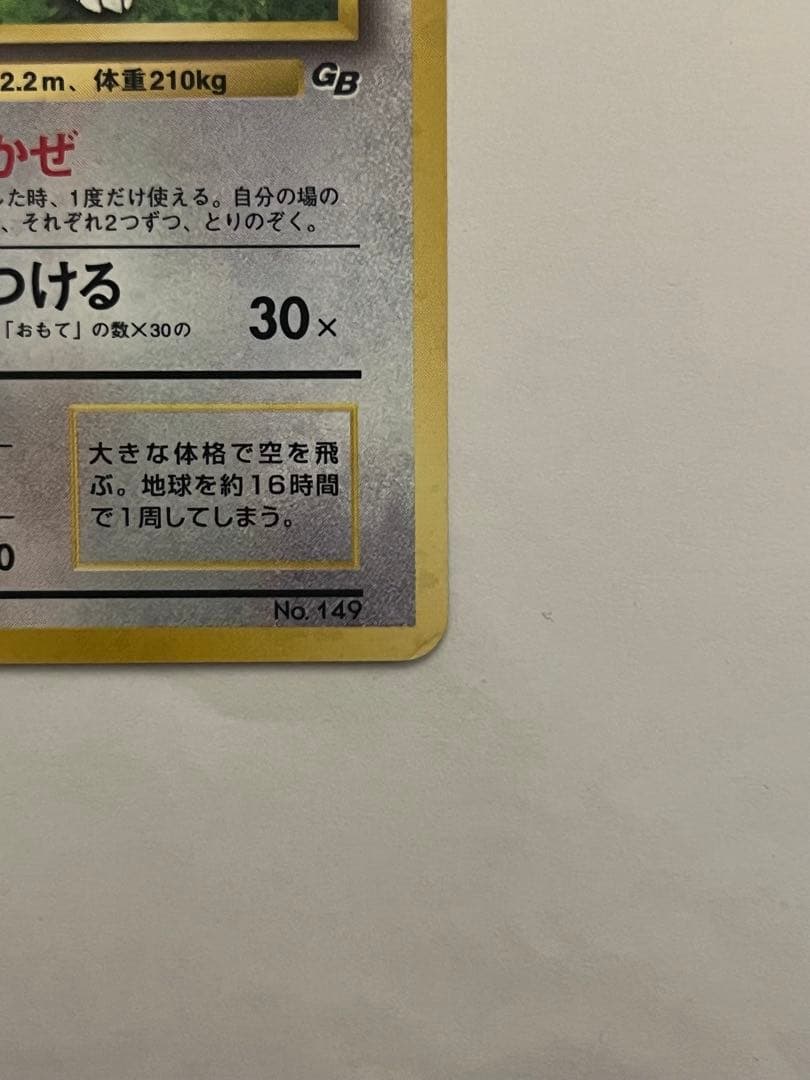 2.2m、体重210kg
GB
かぜ
した時、1度だけ使える。自分の場の
、それぞれ2つずつ、とりのぞく。
つける
「おもて」の数×30の
30×
大きな体格で空を飛
ぶ。地球を約16時間
で1周してしまう。
0
No. 149